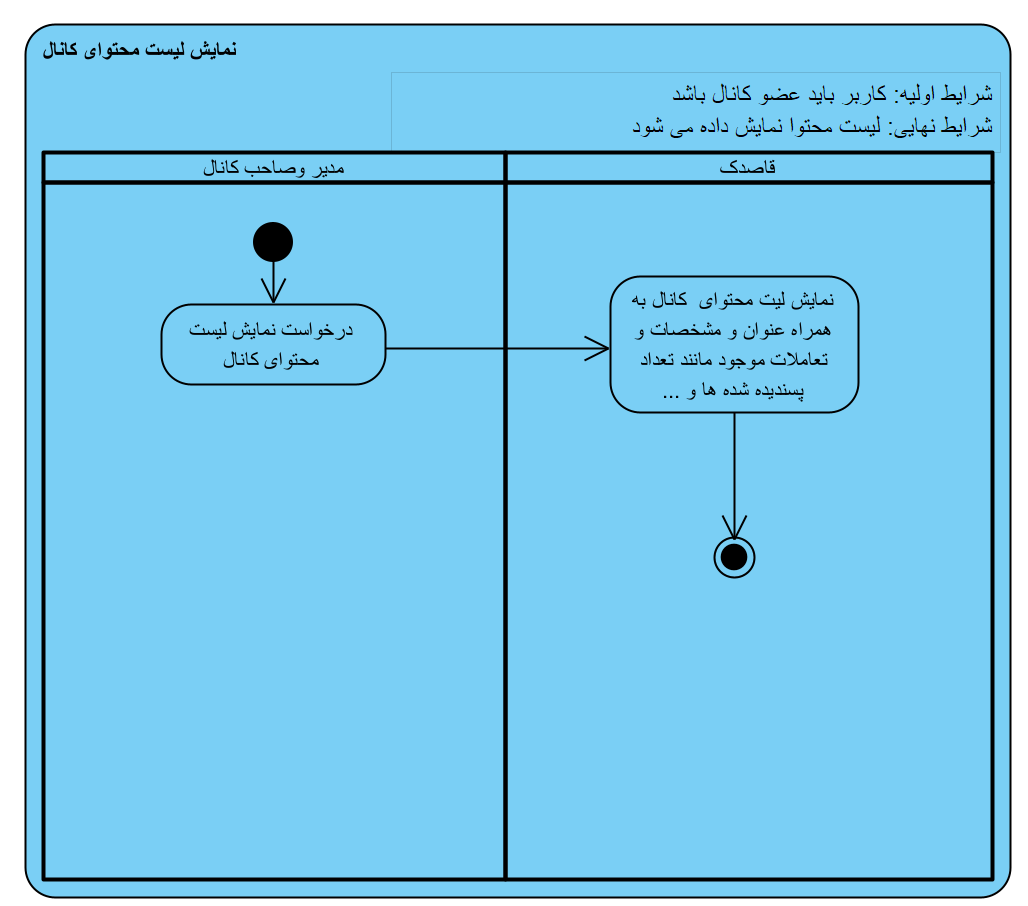 نمایش لیست محتوای کانال
شرایط اولیه: کاربر باید عضو کانال باشد
شرایط نهایی: لیست محتوا نمایش داده می شود
مدیر وصاحب کانال
قاصدک
درخواست نمایش لیست
محتوای کانال
نمایش لیت محتوای کانال به
همراه عنوان و مشخصات و
تعاملات موجود مانند تعداد
پسندیده شده ها و ...